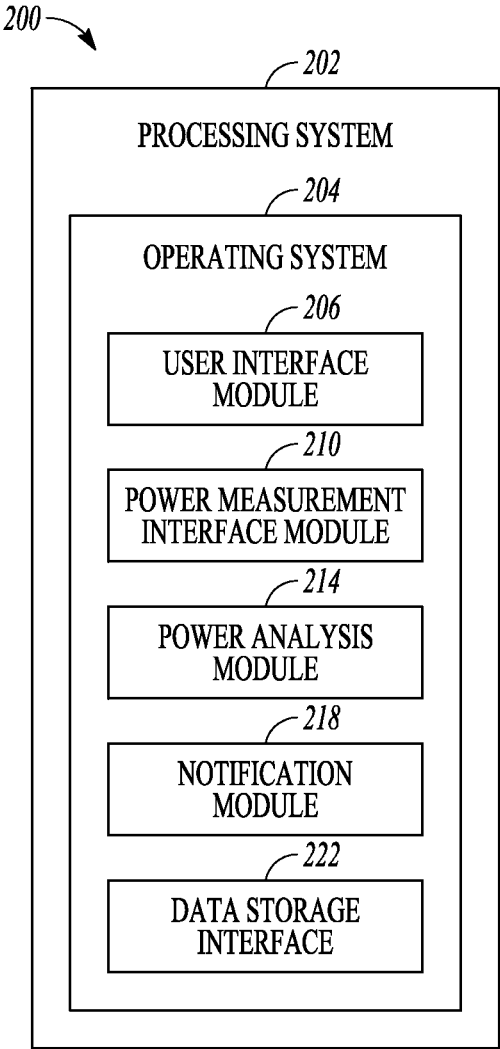 200
202
PROCESSING SYSTEM
204
OPERATING SYSTEM
206
USER INTERFACE
MODULE
210
POWER MEASUREMENT
INTERFACE MODULE
214
POWER ANALYSIS
MODULE
218
NOTIFICATION
MODULE
222
DATA STORAGE
INTERFACE